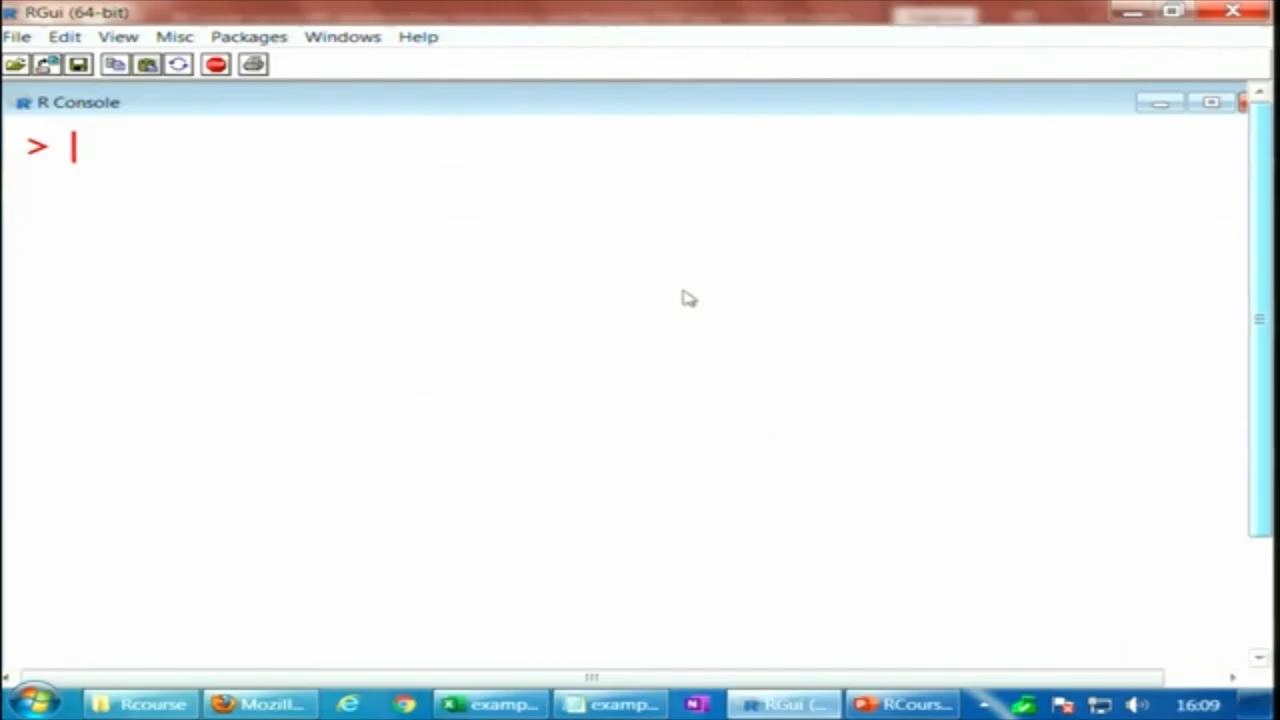 RGui (64-bit)
File Edit View Misc Packages Windows Help
R Console
>
Rcourse Mozill... examp... examp... RGui (... RCours... 16:09